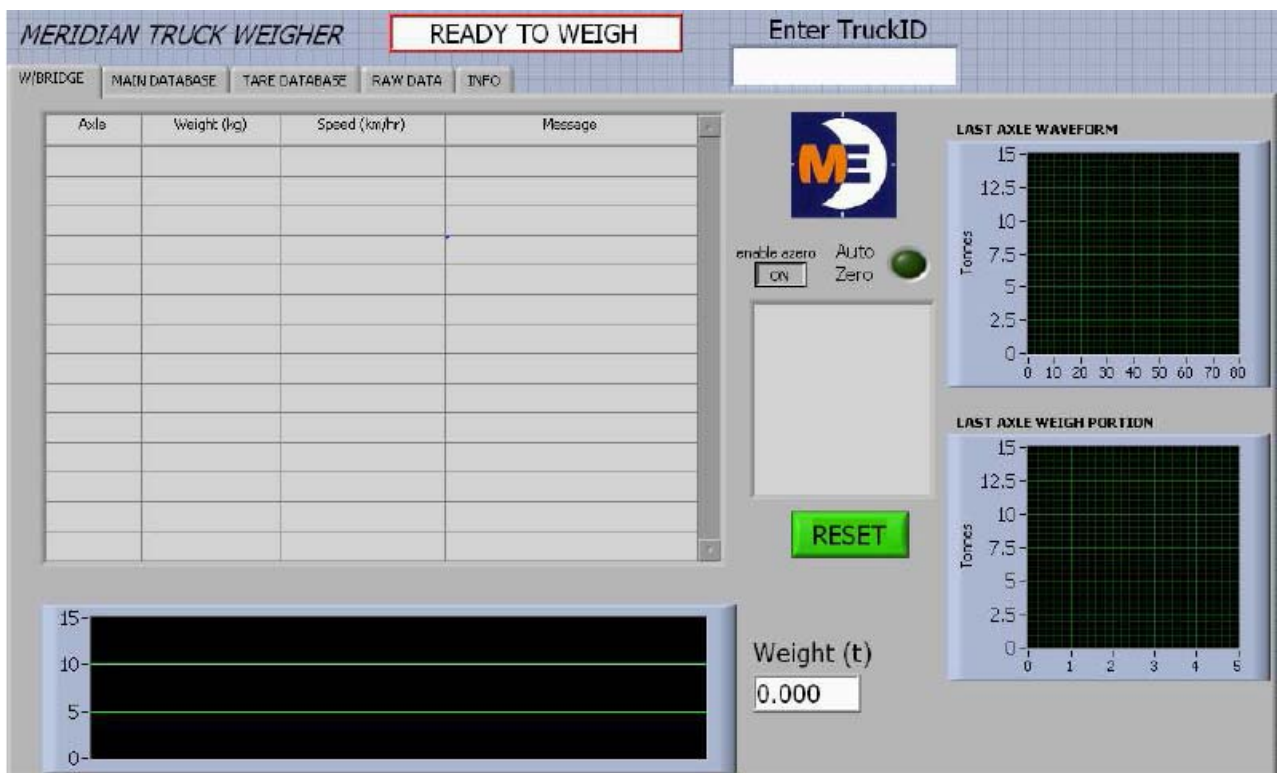 MERIDIAN TRUCK WEIGHER
READY TO WEIGH
Enter TruckID
W/BRIDGE MAIN DATABASE TARE DATABASE RAW DATA INFO
Axle Weight (kg) Speed (km/hr) Message
ME
enable azero
ON
Auto
Zero
RESET
LAST AXLE WAVEFORM
Tonnes
15
12.5
10
7.5
5
2.5
0
0 10 20 30 40 50 60 70 80
LAST AXLE WEIGH PORTION
Tonnes
15
12.5
10
7.5
5
2.5
0
0 1 2 3 4 5
15
10
5
0
Weight (t)
0.000